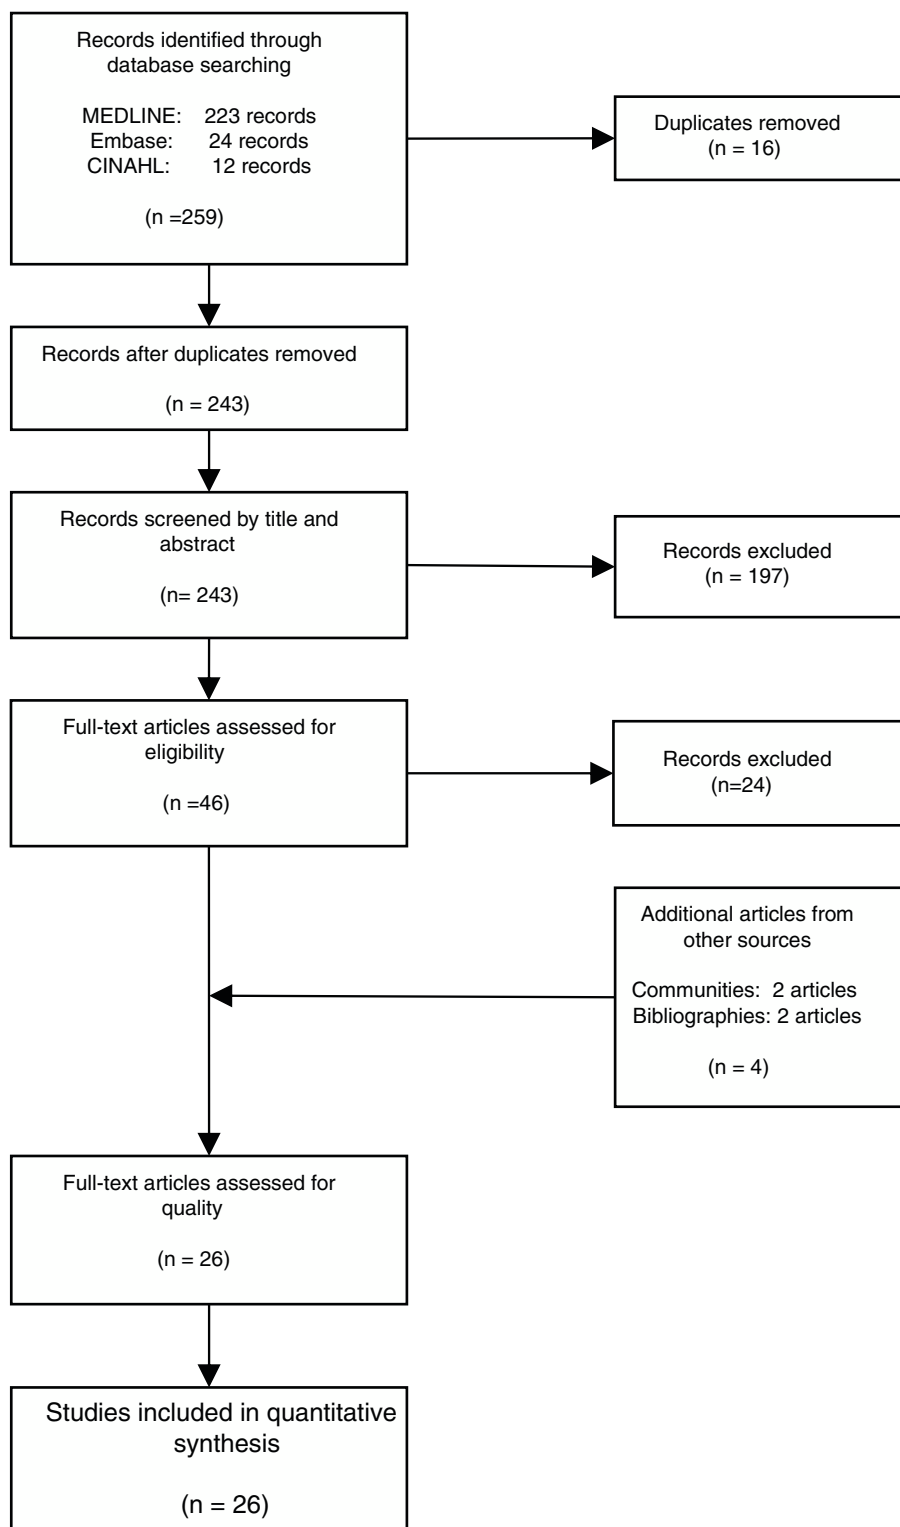 Records identified through
database searching
MEDLINE: 223 records
Embase: 24 records
CINAHL: 12 records
(n =259)
Duplicates removed
(n = 16)
Records after duplicates removed
(n = 243)
Records screened by title and
abstract
(n= 243)
Records excluded
(n = 197)
Full-text articles assessed for
eligibility
(n =46)
Records excluded
(n=24)
Additional articles from
other sources
Communities: 2 articles
Bibliographies: 2 articles
(n = 4)
Full-text articles assessed for
quality
(n = 26)
Studies included in quantitative
synthesis
(n = 26)